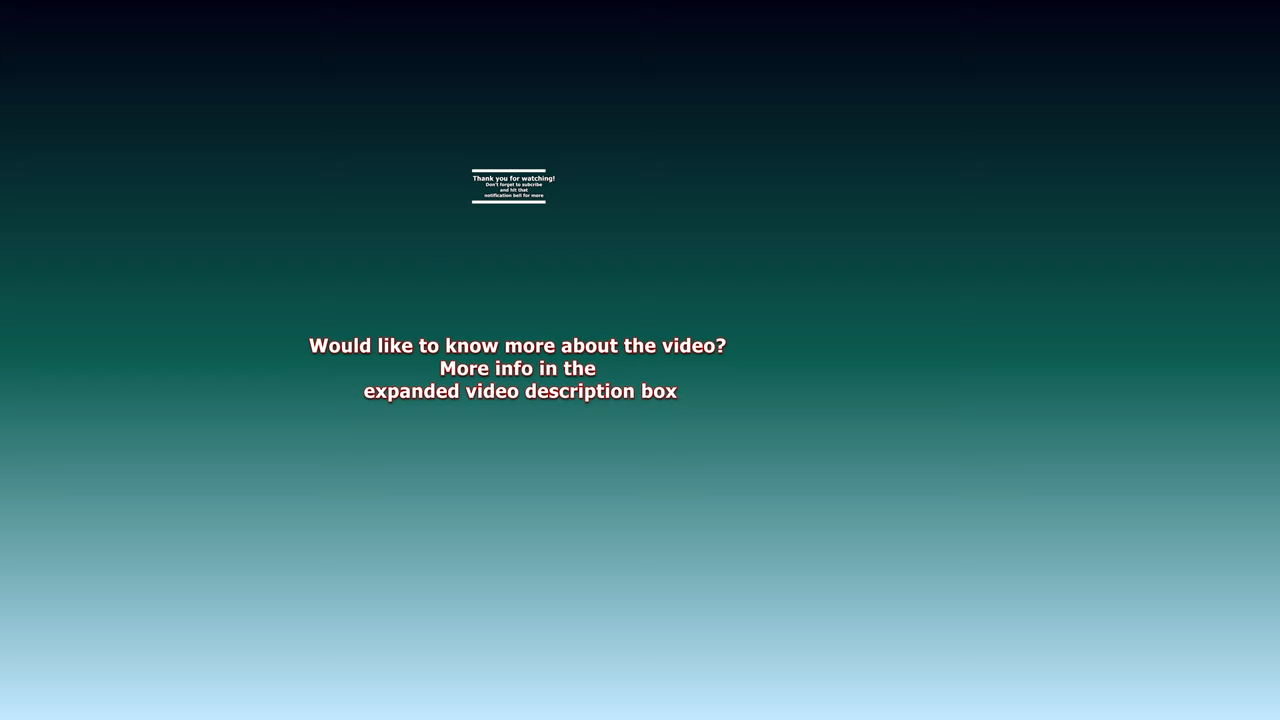 Thank you for watching!
Don't forget to subcribe
and hit that
notification bell for more
Would like to know more about the video?
More info in the
expanded video description box